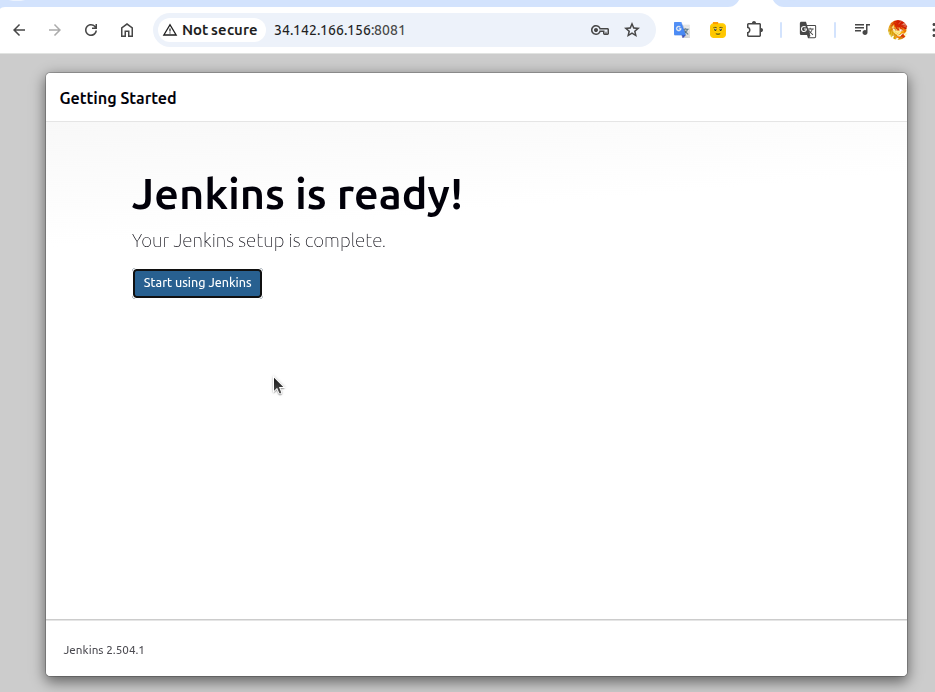 Not secure 34.142.166.156:8081
Getting Started
Jenkins is ready!
Your Jenkins setup is complete.
Start using Jenkins
Jenkins 2.504.1